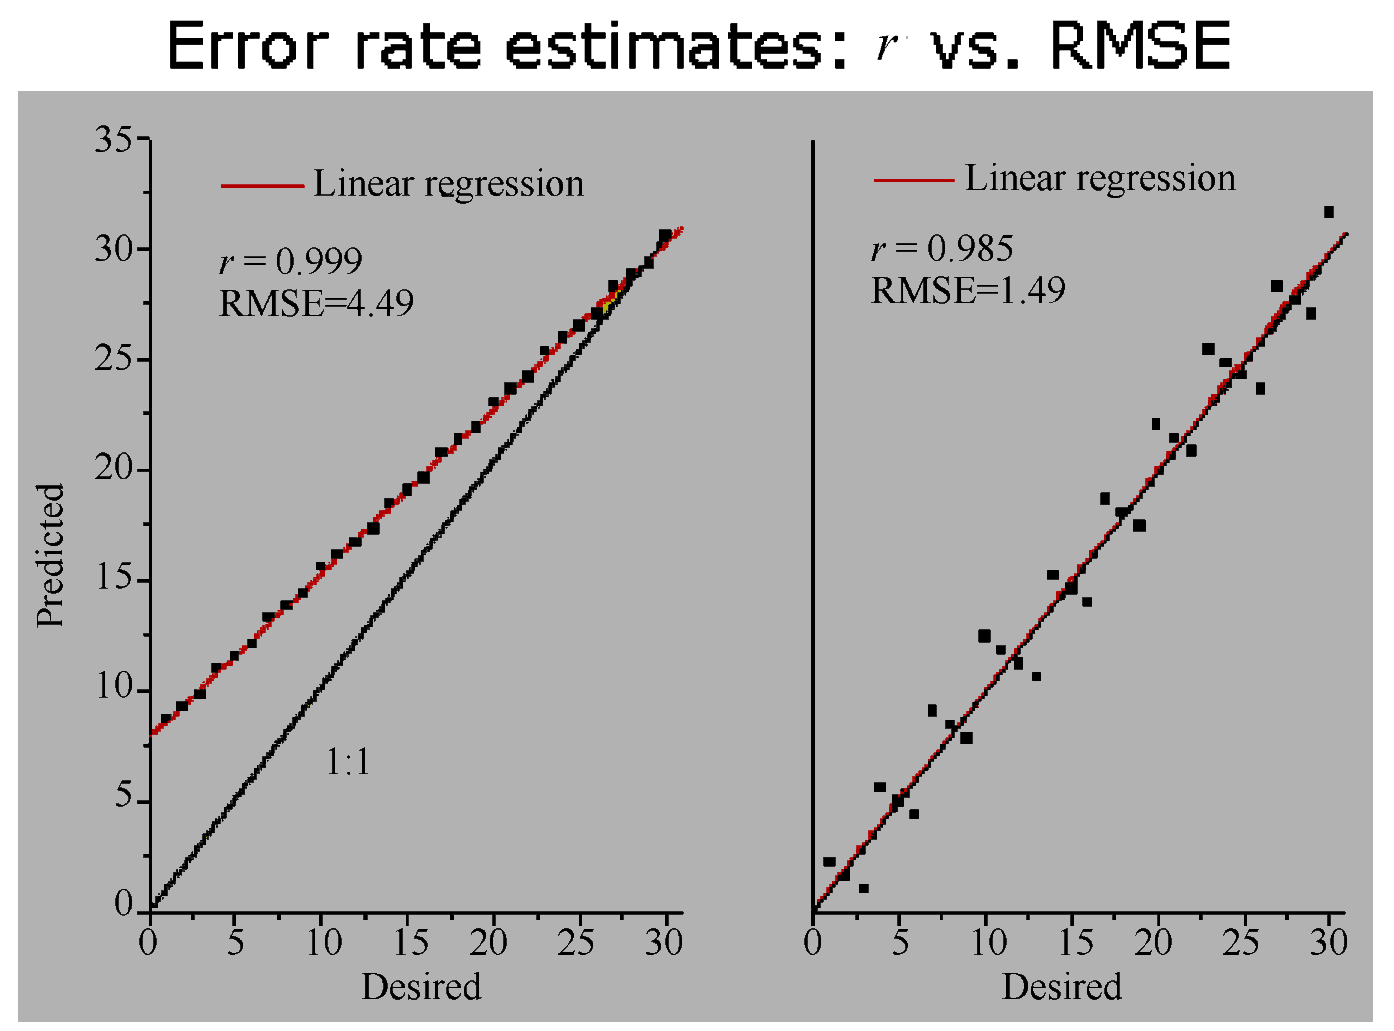 Error rate estimates: r vs. RMSE
35
30
25
20
15
10
5
0
Predicted
Linear regression
r = 0.999
RMSE=4.49
1:1
0 5 10 15 20 25 30
Desired
Linear regression
r = 0.985
RMSE=1.49
0 5 10 15 20 25 30
Desired